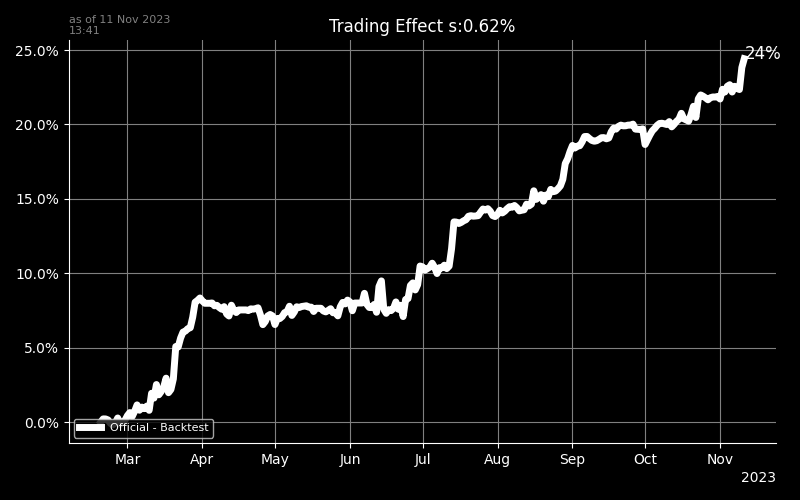 as of 11 Nov 2023
13:41
Trading Effect s:0.62%
25.0%
24%
20.0%
15.0%
10.0%
5.0%
0.0%
Official - Backtest
Mar Apr May Jun Jul Aug Sep Oct Nov
2023